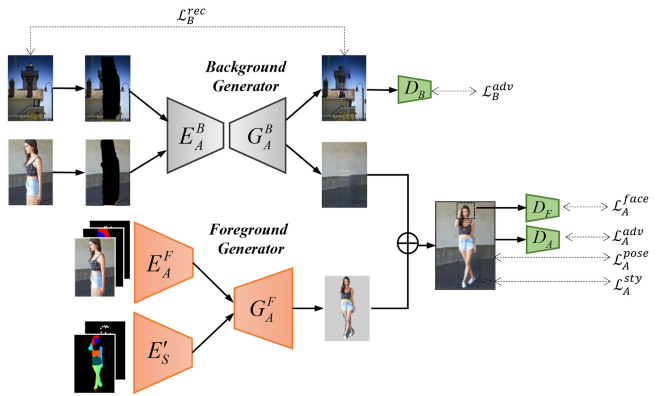 ℒ_B^{rec}
Background
Generator
E_A^B
G_A^B
D_B
ℒ_B^{adv}
Foreground
Generator
E_A^F
G_A^F
E'_S
D_F
ℒ_A^{face}
D_A
ℒ_A^{adv}
ℒ_A^{pose}
ℒ_A^{sty}